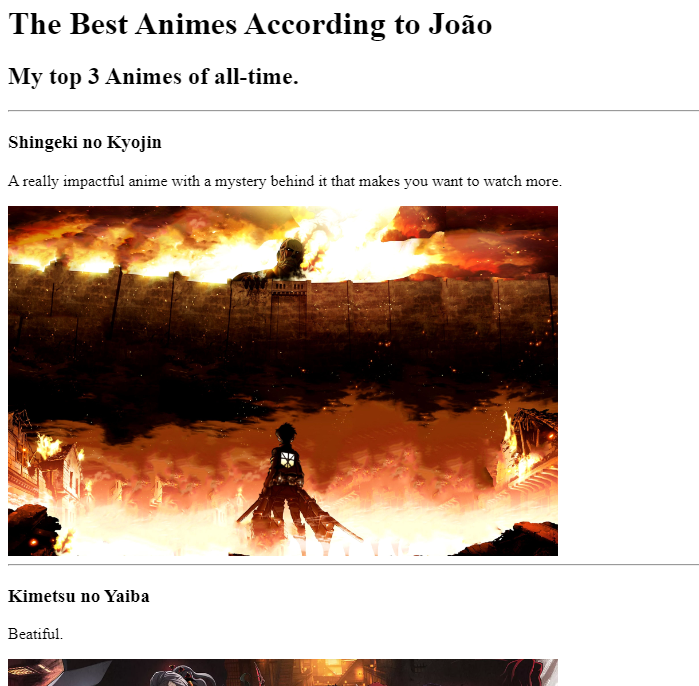 The Best Animes According to João
My top 3 Animes of all-time.
Shingeki no Kyojin
A really impactful anime with a mystery behind it that makes you want to watch more.
Kimetsu no Yaiba
Beatiful.